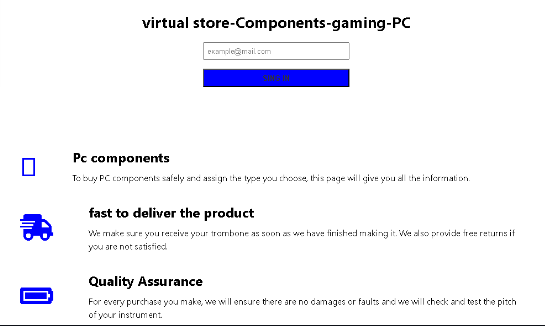 virtual store-Components-gaming-PC
example@mail.com
SING IN
Pc components
To buy PC components safely and assign the type you choose, this page will give you all the information.
fast to deliver the product
We make sure you receive your trombone as soon as we have finished making it. We also provide free returns if
you are not satisfied.
Quality Assurance
For every purchase you make, we will ensure there are no damages or faults and we will check and test the pitch
of your instrument.